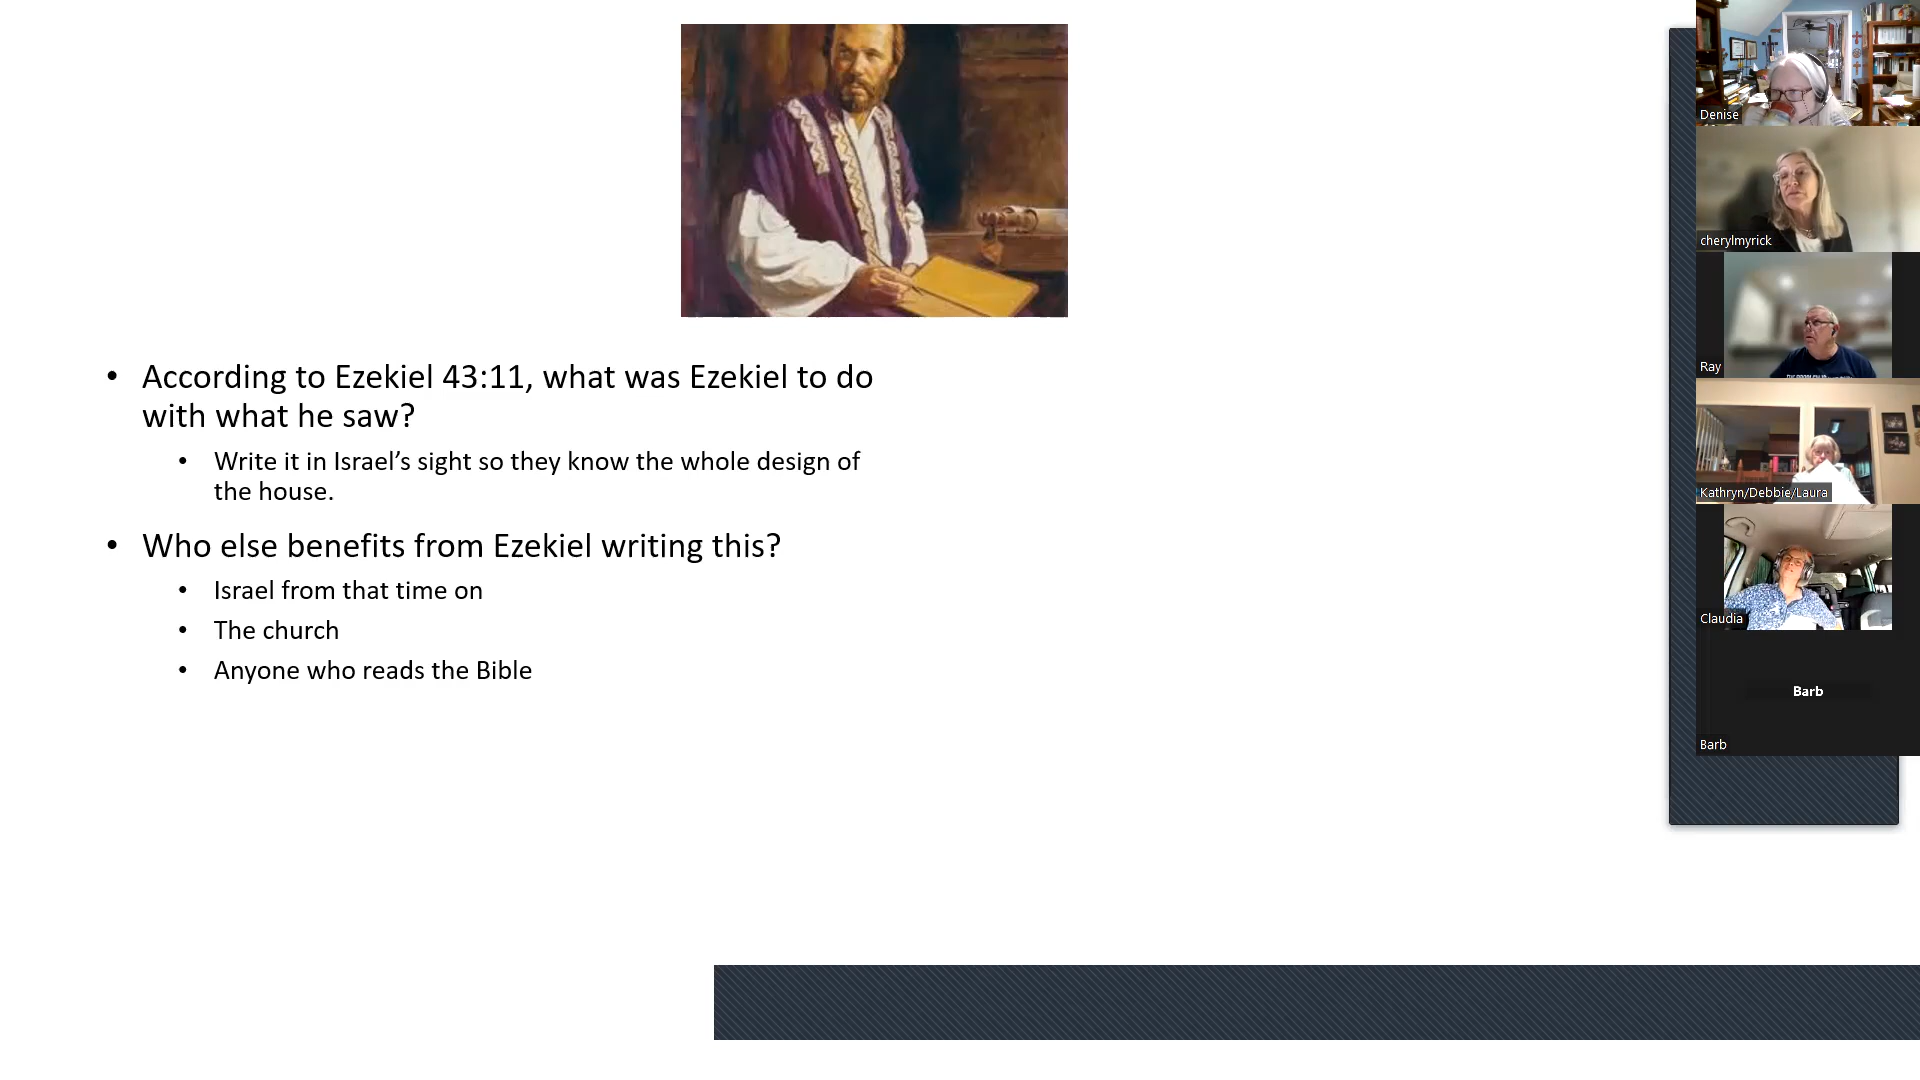 • According to Ezekiel 43:11, what was Ezekiel to do
with what he saw?
• Write it in Israel’s sight so they know the whole design of
the house.
• Who else benefits from Ezekiel writing this?
• Israel from that time on
• The church
• Anyone who reads the Bible
Denise
cherylmyrick
Ray
Kathryn/Debbie/Laura
Claudia
Barb
Barb